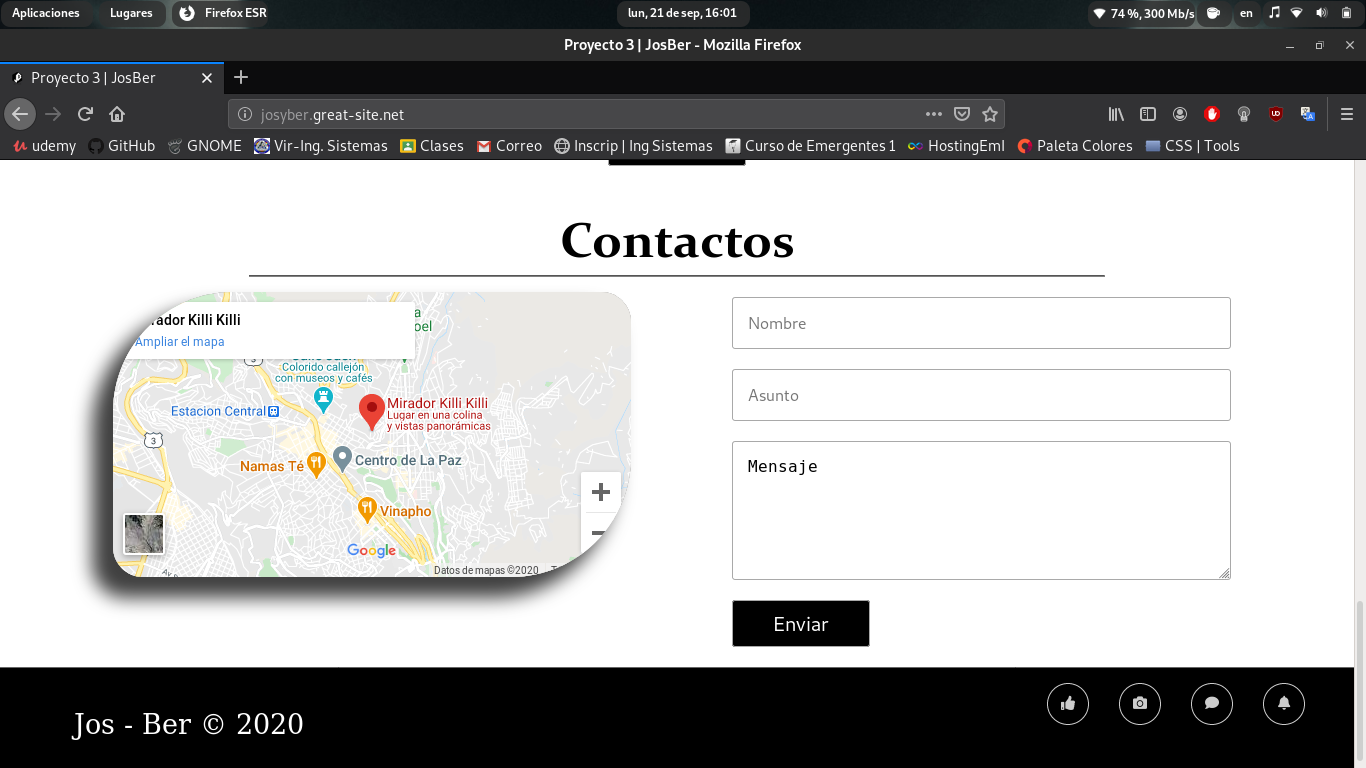 Aplicaciones Lugares Firefox ESR lun, 21 de sep, 16:01 74 %, 300 Mb/s en
Proyecto 3 | JosBer - Mozilla Firefox
Proyecto 3 | JosBer
josyber.great-site.net
udemy GitHub GNOME Vir-Ing. Sistemas Clases Correo Inscrip | Ing Sistemas Curso de Emergentes 1 HostingEmI Paleta Colores CSS | Tools
Contactos
rador Killi Killi
Ampliar el mapa
Colorido callejón
con museos y cafés
Estacion Central
Mirador Killi Killi
Lugar en una colina
y vistas panorámicas
3
3
Namas Té
Centro de La Paz
Vinapho
Google
Datos de mapas ©2020
Nombre
Asunto
Mensaje
Enviar
Jos - Ber © 2020